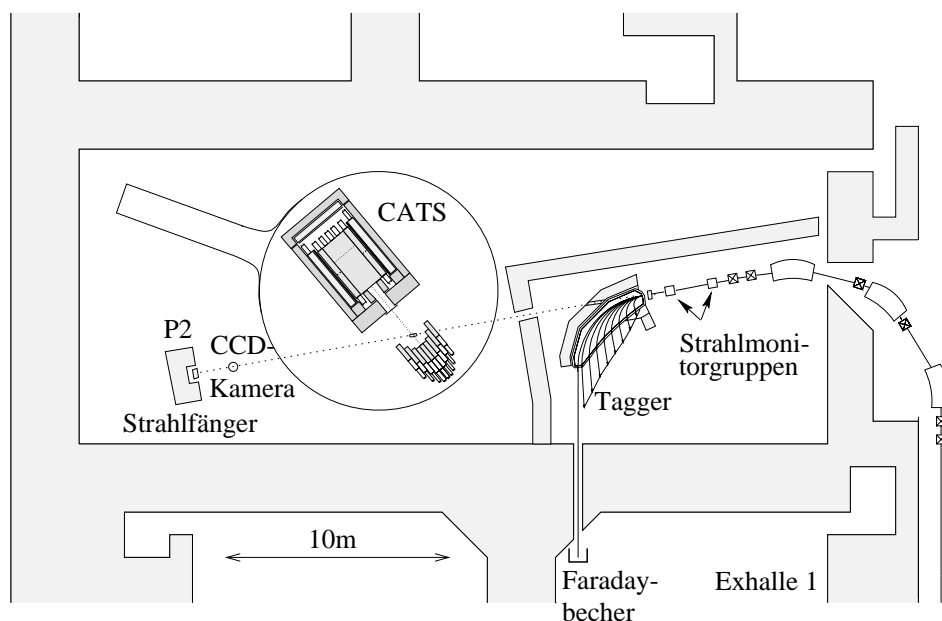 CATS
P2
CCD-
Kamera
Strahlfänger
Strahlmoni-
torgruppen
Tagger
10m
Faraday-
becher
Exhalle 1